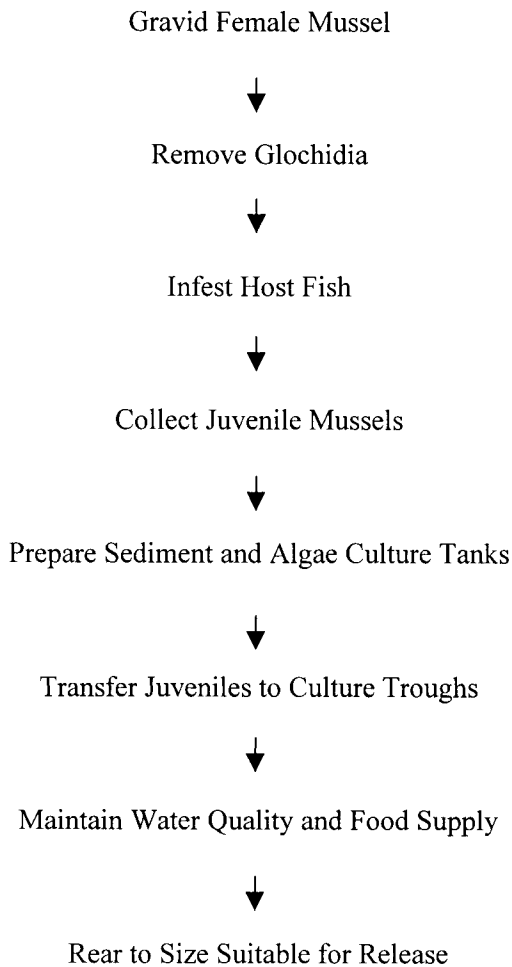 Gravid Female Mussel
Remove Glochidia
Infest Host Fish
Collect Juvenile Mussels
Prepare Sediment and Algae Culture Tanks
Transfer Juveniles to Culture Troughs
Maintain Water Quality and Food Supply
Rear to Size Suitable for Release